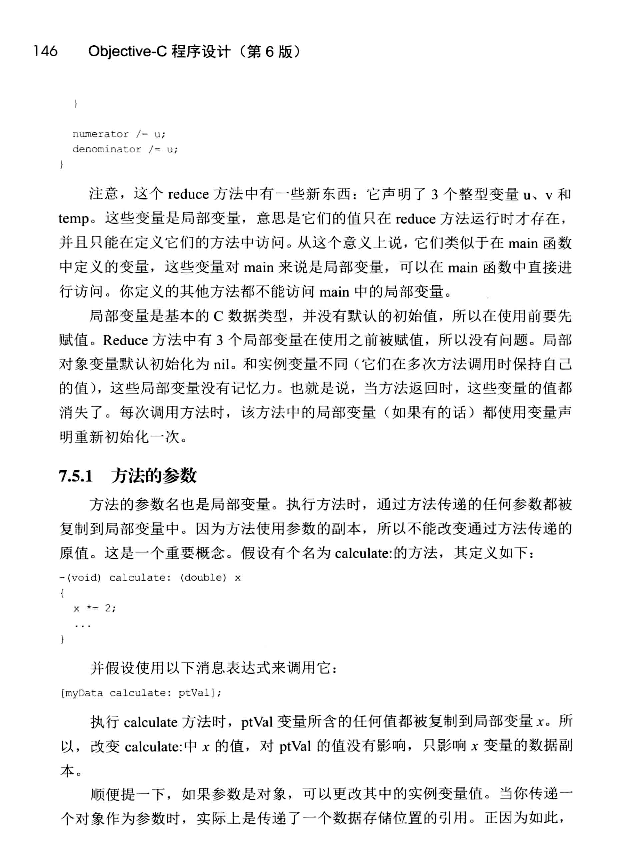 146 Objective-C 程序设计（第 6 版）
}
numerator /= u;
denominator /= u;
}
注意，这个 reduce 方法中有一些新东西：它声明了 3 个整型变量 u、v 和
temp。这些变量是局部变量，意思是它们的值只在 reduce 方法运行时才存在，
并且只能在定义它们的方法中访问。从这个意义上说，它们类似于在 main 函数
中定义的变量，这些变量对 main 来说是局部变量，可以在 main 函数中直接进
行访问。你定义的其他方法都不能访问 main 中的局部变量。
局部变量是基本的 C 数据类型，并没有默认的初始值，所以在使用前要先
赋值。Reduce 方法中有 3 个局部变量在使用之前被赋值，所以没有问题。局部
对象变量默认初始化为 nil。和实例变量不同（它们在多次方法调用时保持自己
的值），这些局部变量没有记忆力。也就是说，当方法返回时，这些变量的值都
消失了。每次调用方法时，该方法中的局部变量（如果有的话）都使用变量声
明重新初始化一次。
7.5.1 方法的参数
方法的参数名也是局部变量。执行方法时，通过方法传递的任何参数都被
复制到局部变量中。因为方法使用参数的副本，所以不能改变通过方法传递的
原值。这是一个重要概念。假设有个名为 calculate:的方法，其定义如下：
-(void) calculate: (double) x
{
x *= 2;
...
}
并假设使用以下消息表达式来调用它：
[myData calculate: ptVal];
执行 calculate 方法时，ptVal 变量所含的任何值都被复制到局部变量 x。所
以，改变 calculate:中 x 的值，对 ptVal 的值没有影响，只影响 x 变量的数据副
本。
顺便提一下，如果参数是对象，可以更改其中的实例变量值。当你传递一
个对象作为参数时，实际上是传递了一个数据存储位置的引用。正因为如此，